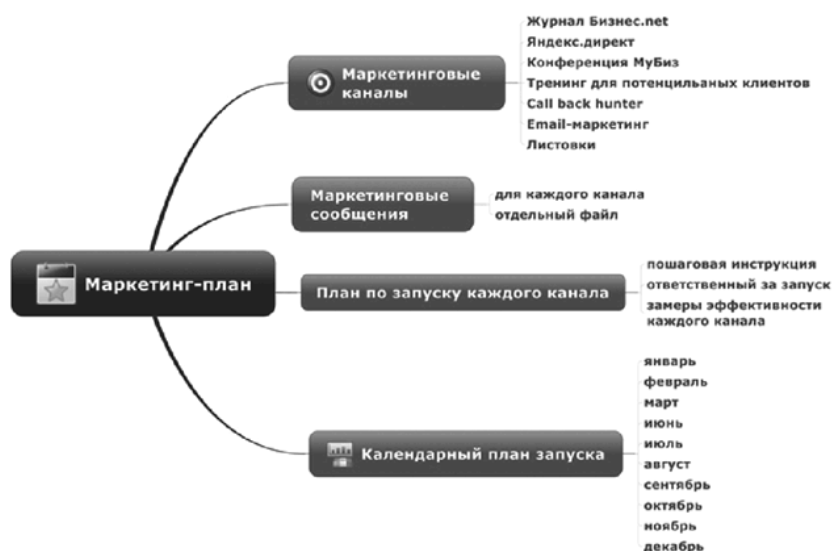 Маркетинг-план
Маркетинговые
каналы
Журнал Бизнес.net
Яндекс.директ
Конференция МуБиз
Тренинг для потенцильаных клиентов
Call back hunter
Email-маркетинг
Листовки
Маркетинговые
сообщения
для каждого канала
отдельный файл
План по запуску каждого канала
пошаговая инструкция
ответственный за запуск
замеры эффективности
каждого канала
Календарный план запуска
январь
февраль
март
июнь
июль
август
сентябрь
октябрь
ноябрь
декабрь